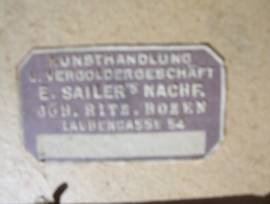 KUNSTHANDLUNG
U. VERGOLDERGESCHÄFT
E. SAILER'S NACHF.
JOH. RITZ. BOZEN
LAUBENGASSE 54